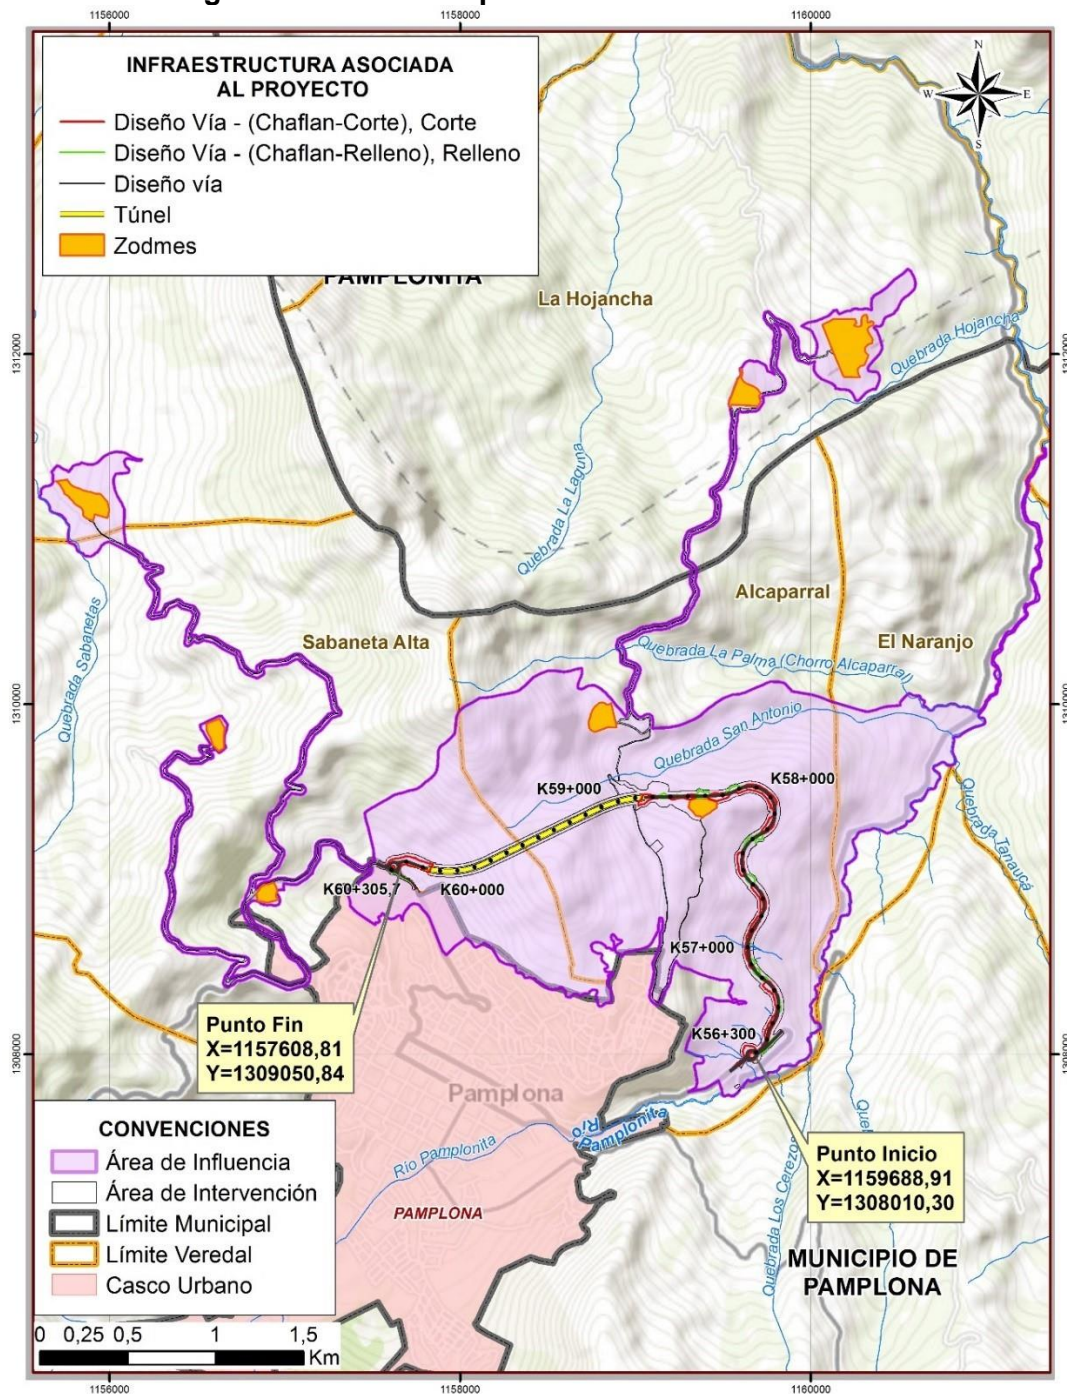 1156000
1158000
1160000
INFRAESTRUCTURA ASOCIADA
AL PROYECTO
Diseño Vía - (Chaflan-Corte), Corte
Diseño Vía - (Chaflan-Relleno), Relleno
Diseño vía
Túnel
Zodmes
N
W
E
S
PAMPLONITA
La Hojancha
Quebrada Hojancha
1312000
1312000
Quebrada La Laguna
Alcaparral
Sabaneta Alta
El Naranjo
Quebrada Sabanetas
Quebrada La Palma (Chorro Alcaparral)
1310000
1310000
Quebrada San Antonio
K59+000
K58+000
Quebrada Tanaucá
K60+305,7
K60+000
K57+000
Punto Fin
X=1157608,81
Y=1309050,84
K56+300
1308000
1308000
Pamplona
Río Pamplonita
Río
Pamplonita
Quebrada Los Cerezos
Que
Punto Inicio
X=1159688,91
Y=1308010,30
PAMPLONA
MUNICIPIO DE
PAMPLONA
CONVENCIONES
Área de Influencia
Área de Intervención
Límite Municipal
Límite Veredal
Casco Urbano
0 0,25 0,5 1 1,5
Km
1156000
1158000
1160000